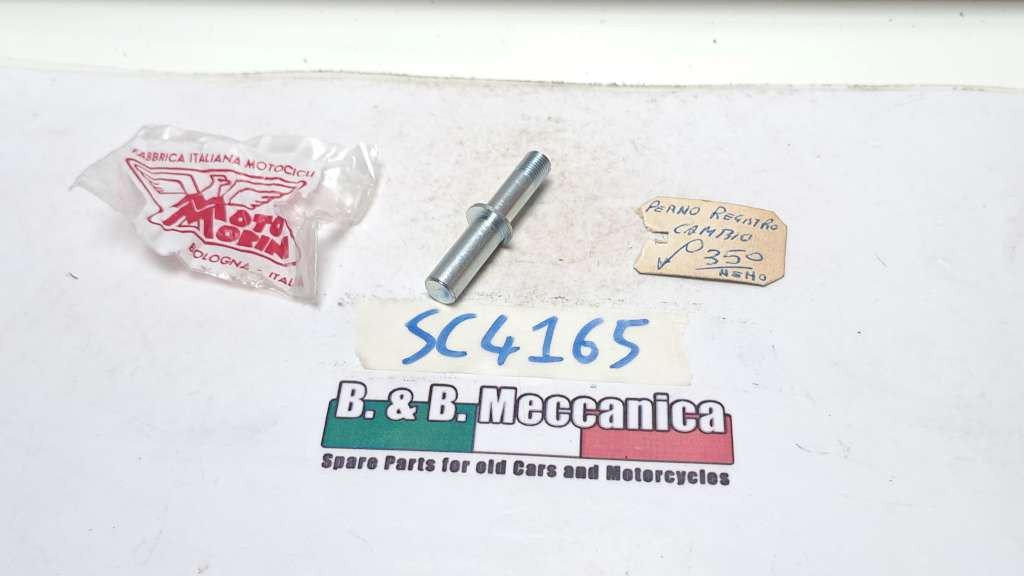 FABBRICA ITALIANA MOTOCICLI
MOTO
MORINI
BOLOGNA - ITALIA
PERNO REGISTRO
CAMBIO
350
SC4165
B. & B. Meccanica
Spare Parts for old Cars and Motorcycles